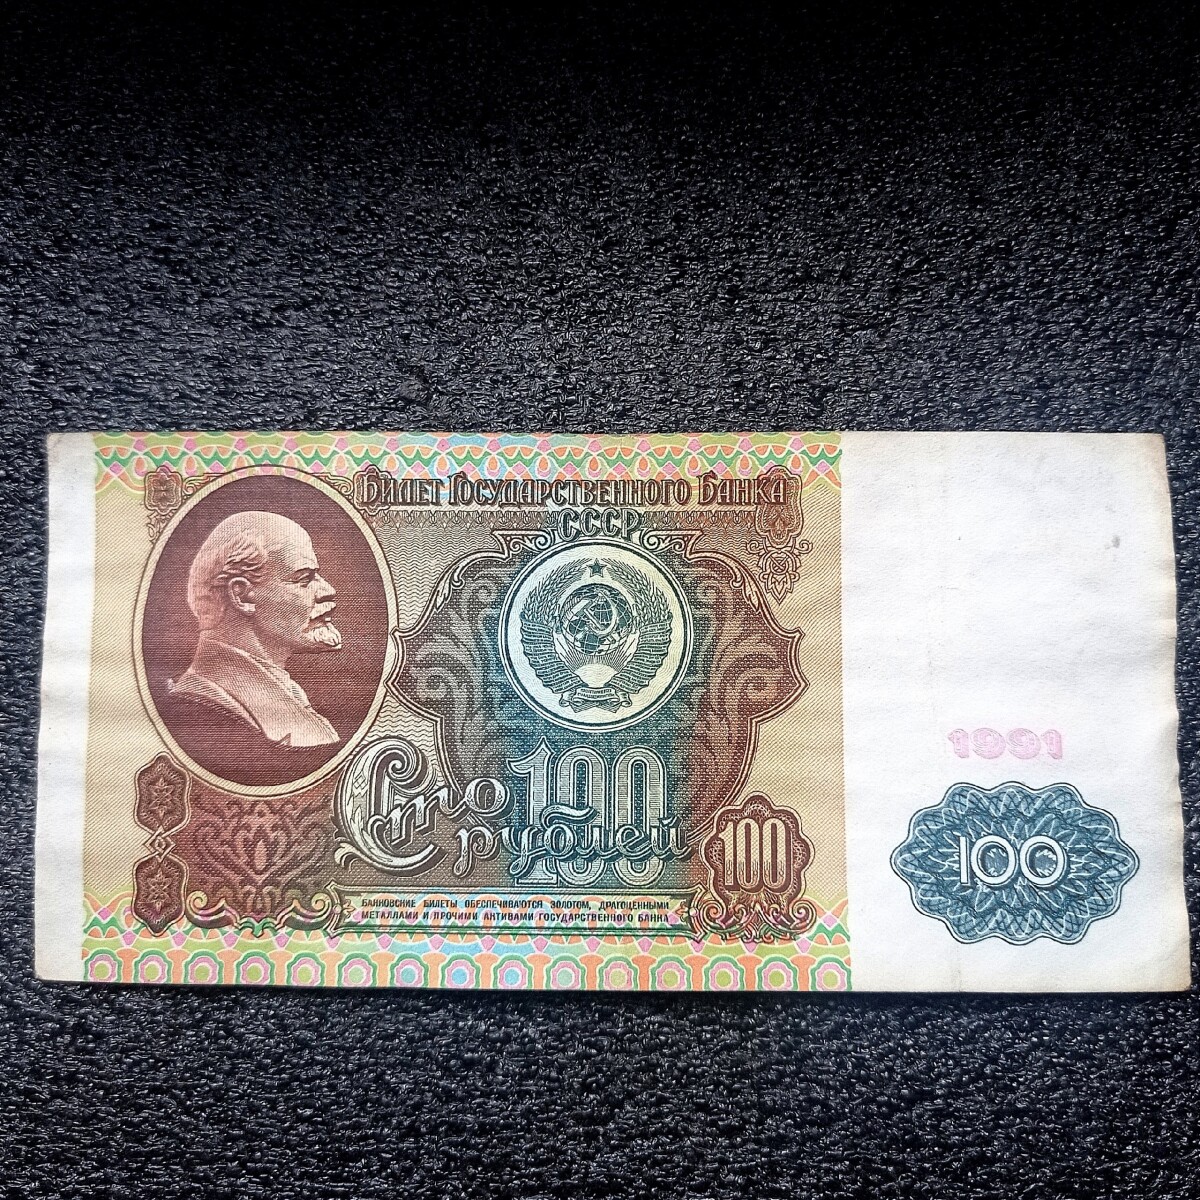 Билет Государственного Банка
СССР
100
Сто
рублей
100
БАНКОВСКИЕ БИЛЕТЫ ОБЕСПЕЧИВАЮТСЯ ЗОЛОТОМ, ДРАГОЦЕННЫМИ
МЕТАЛЛАМИ И ПРОЧИМИ АКТИВАМИ ГОСУДАРСТВЕННОГО БАНКА
1991
100